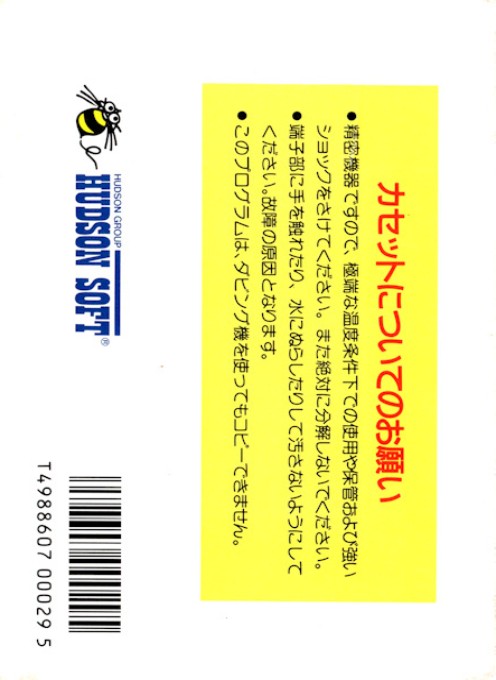 カセットについてのお願い
●精密機器ですので、極端な温度条件下での使用や保管および強い
ショックをさけてください。また絶対に分解しないでください。
●端子部に手を触れたり、水にぬらしたりして汚さないようにして
ください。故障の原因となります。
●このプログラムは、ダビング機を使ってもコピーできません。
HUDSON GROUP
HUDSON SOFT®
T4988607 000029 5